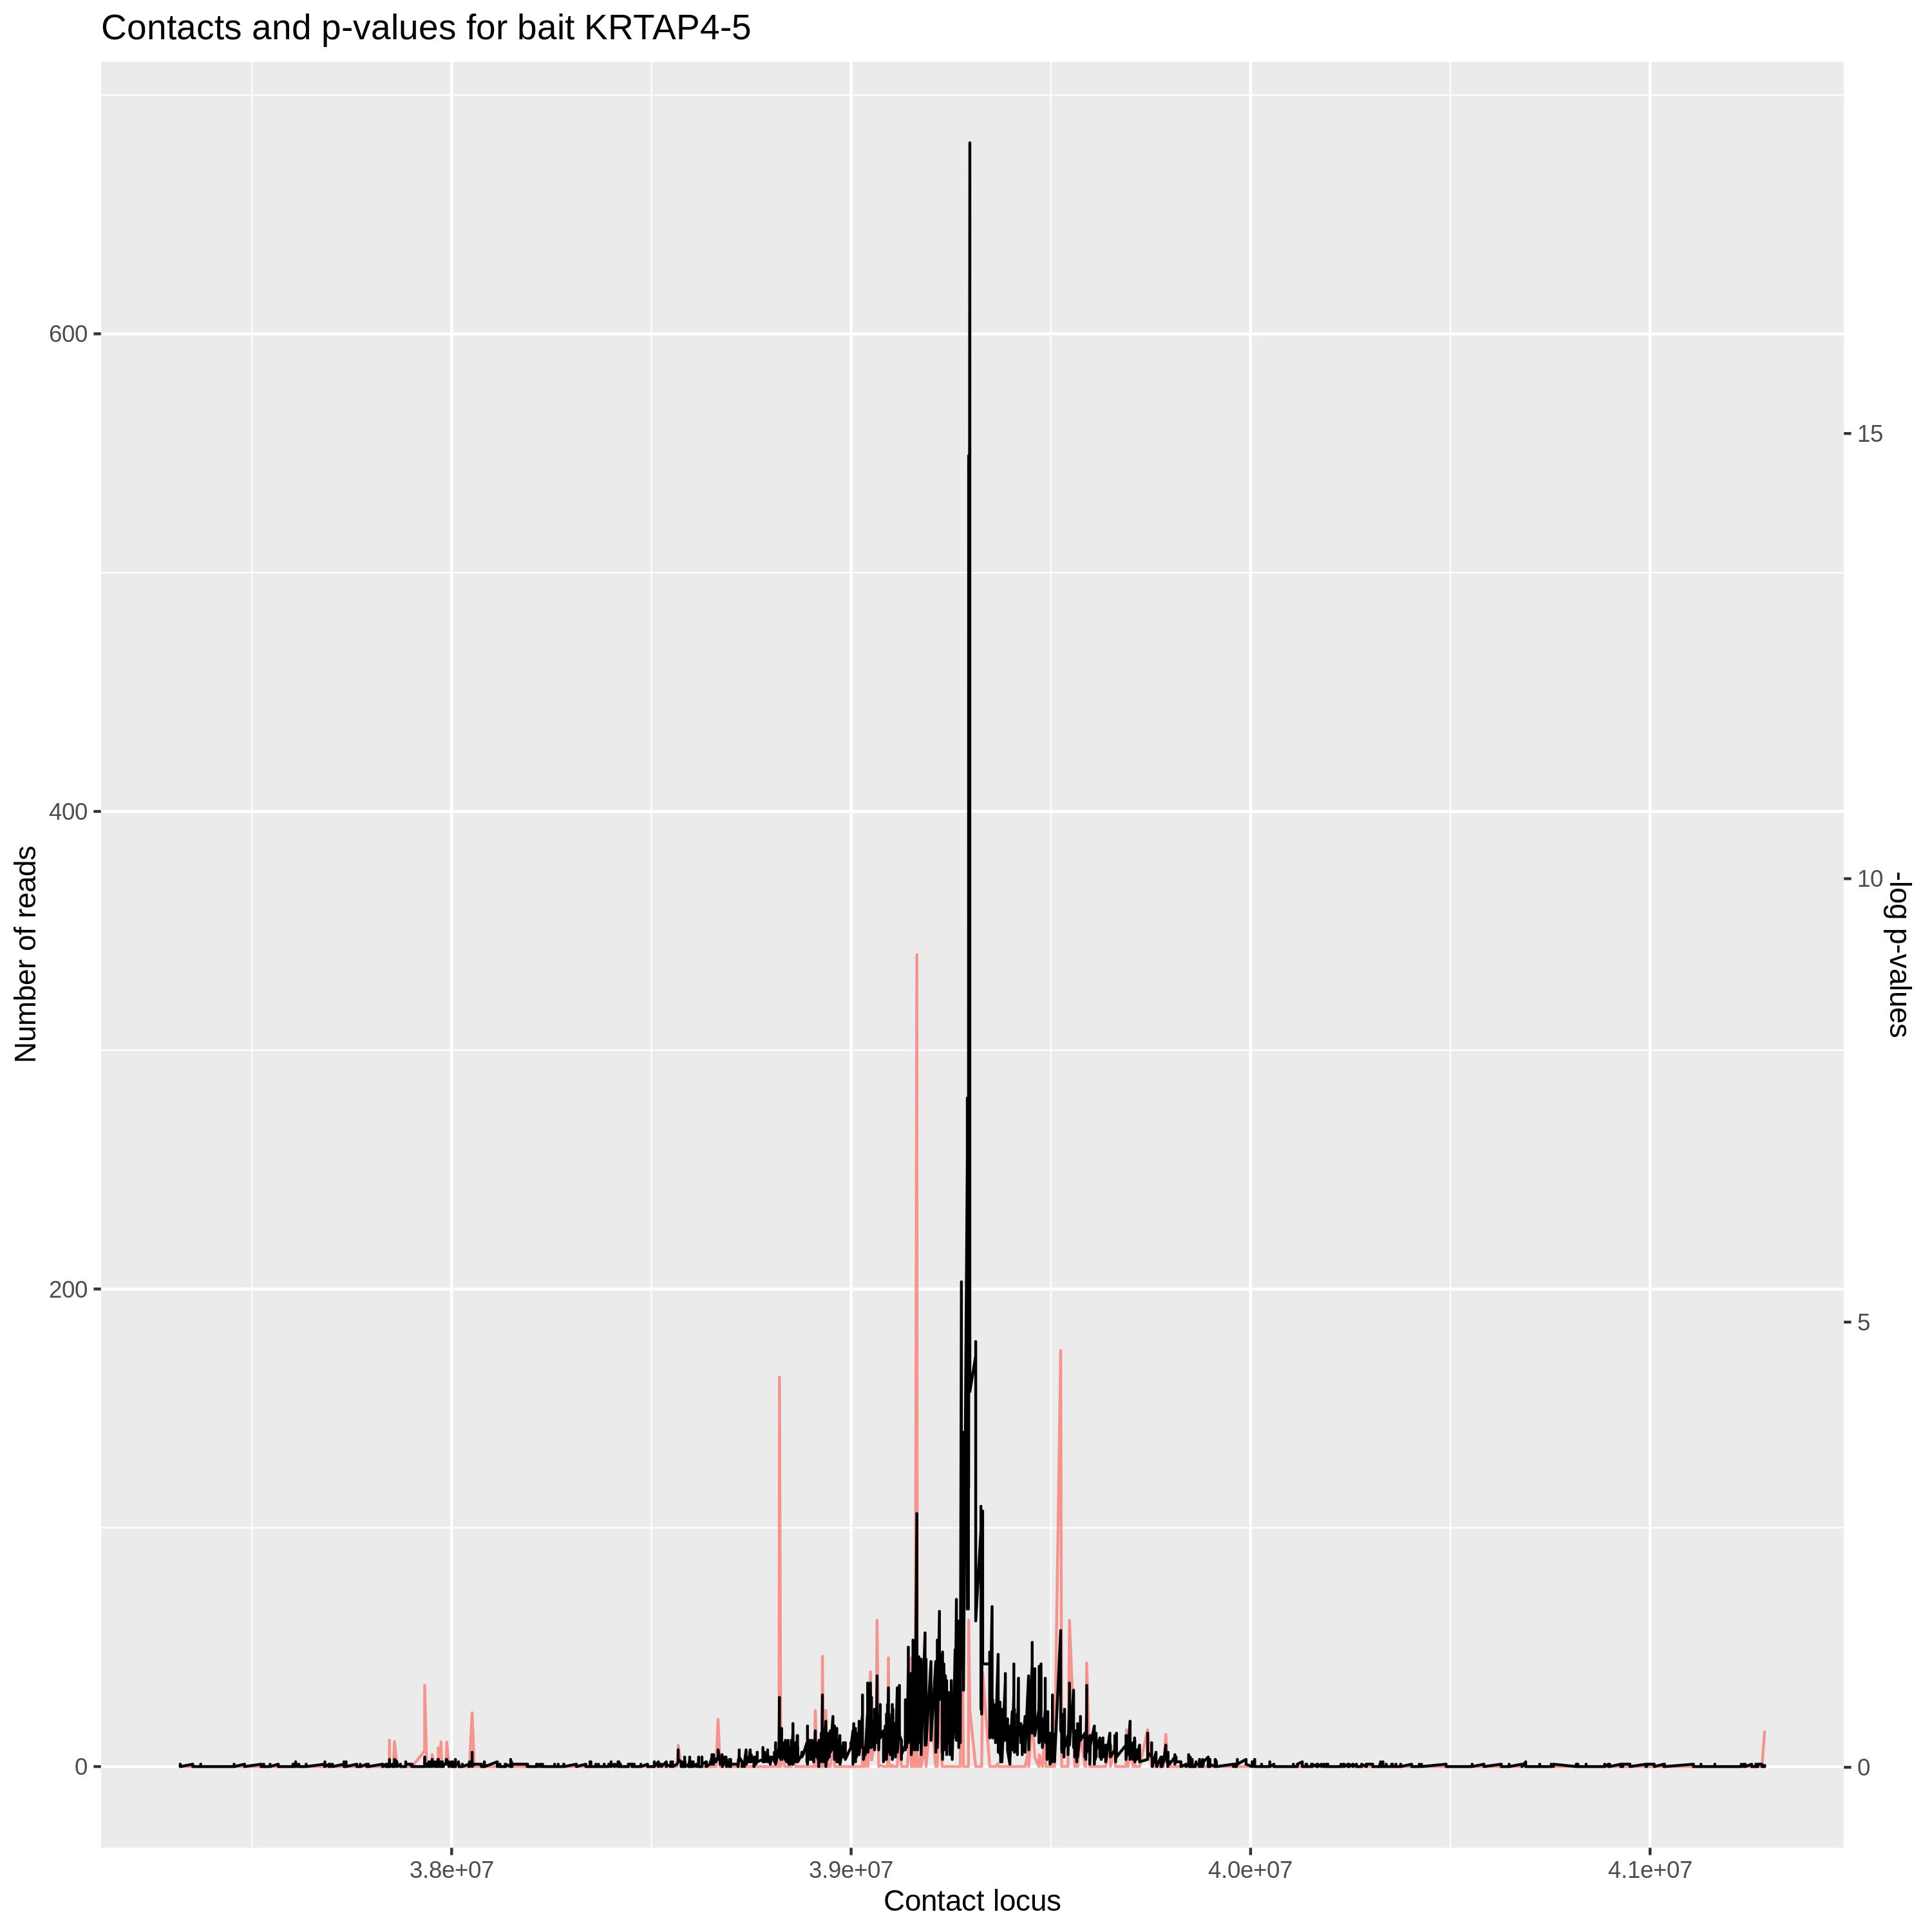 Contacts and p-values for bait KRTAP4-5
600
400
200
0
15
10
5
0
Number of reads
-log p-values
3.8e+07
3.9e+07
4.0e+07
4.1e+07
Contact locus